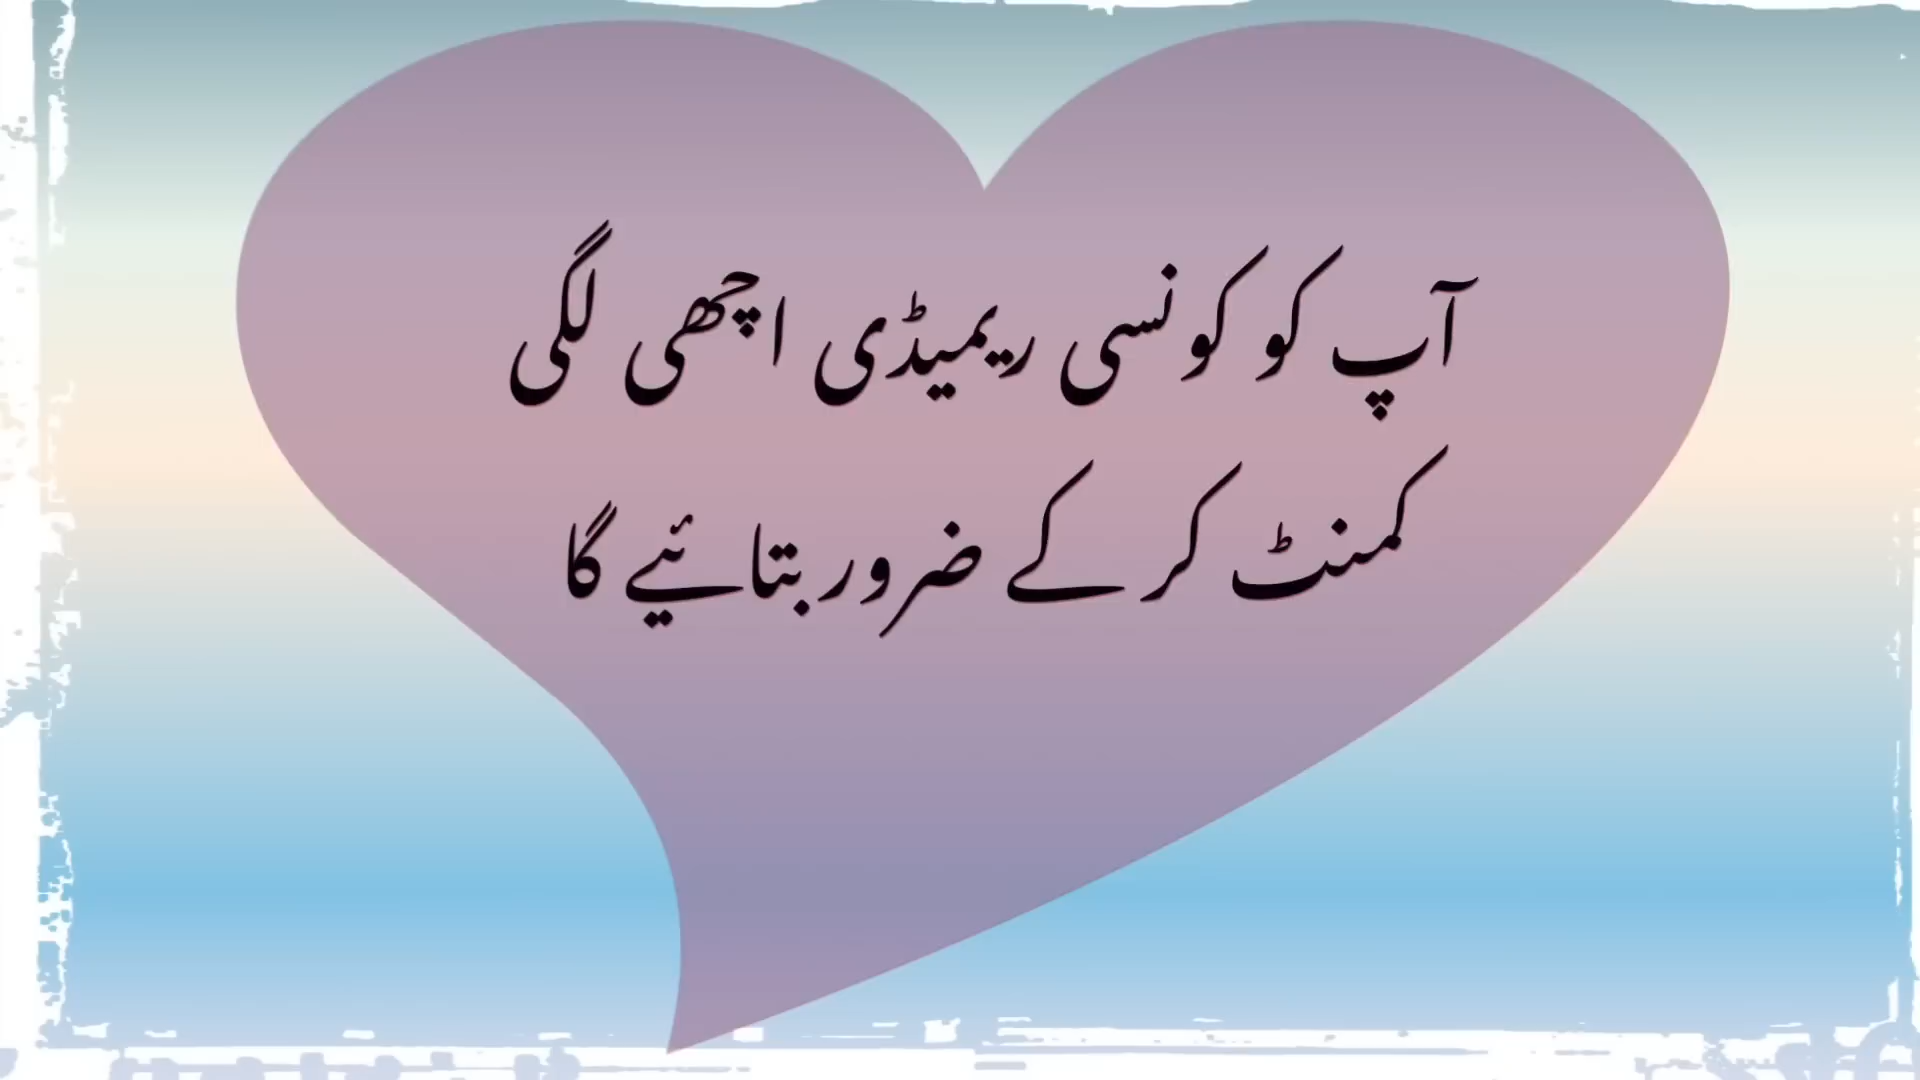 آپ کو کونسی ریمیڈی اچھی لگی
کمنٹ کر کے ضرور بتائیے گا